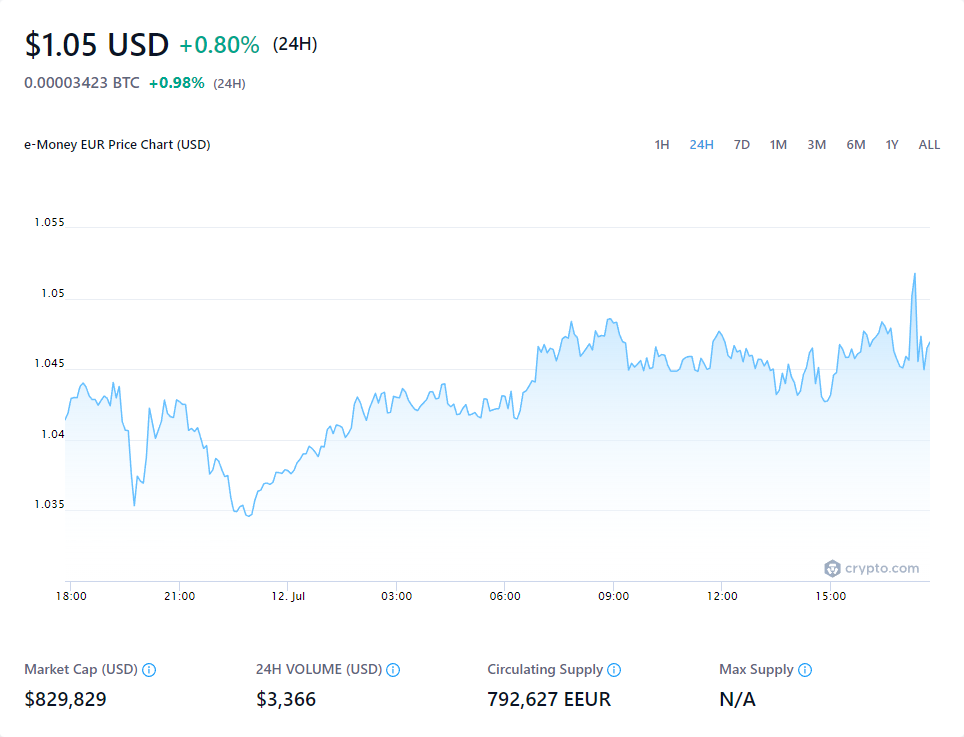 $1.05 USD +0.80% (24H)
0.00003423 BTC +0.98% (24H)
e-Money EUR Price Chart (USD) 1H 24H 7D 1M 3M 6M 1Y ALL
1.055
1.05
1.045
1.04
1.035
crypto.com
18:00 21:00 12. Jul 03:00 06:00 09:00 12:00 15:00
Market Cap (USD) 24H VOLUME (USD) Circulating Supply Max Supply
$829,829 $3,366 792,627 EEUR N/A